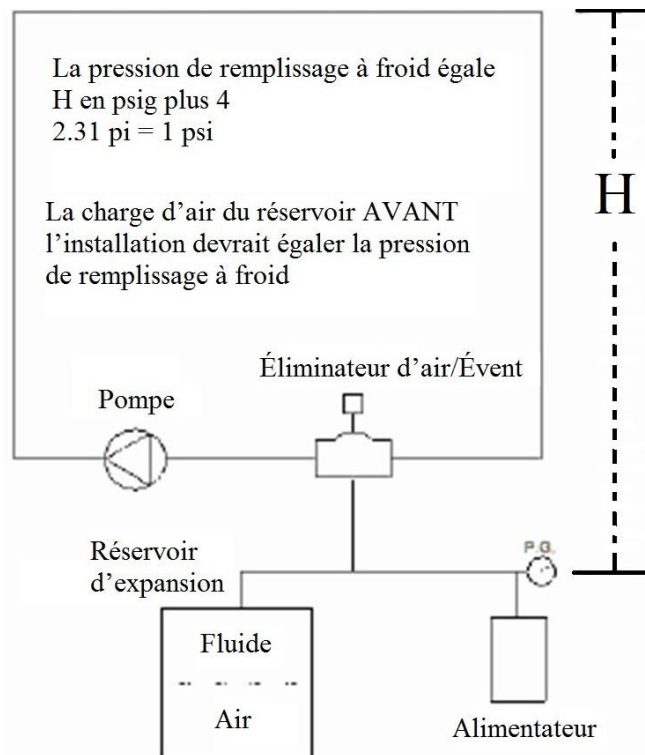 La pression de remplissage à froid égale
H en psig plus 4
2.31 pi = 1 psi
La charge d'air du réservoir AVANT
l'installation devrait égaler la pression
de remplissage à froid
H
Éliminateur d'air/Évent
Pompe
P.G.
Réservoir
d'expansion
Fluide
Air
Alimentateur